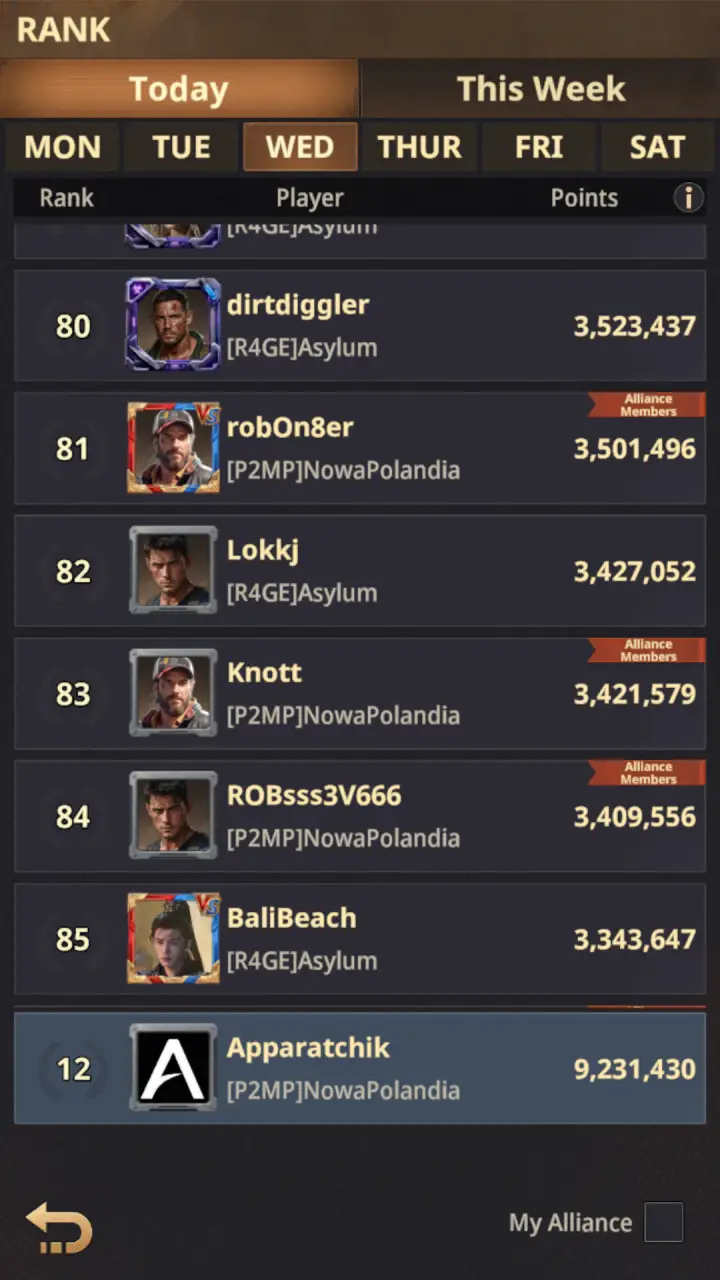 RANK
Today
This Week
MON
TUE
WED
THUR
FRI
SAT
Rank
Player
Points
[R4GE]Asylum
80
dirtdiggler
[R4GE]Asylum
3,523,437
Alliance
Members
81
robOn8er
[P2MP]NowaPolandia
3,501,496
82
Lokkj
[R4GE]Asylum
3,427,052
Alliance
Members
83
Knott
[P2MP]NowaPolandia
3,421,579
Alliance
Members
84
ROBsss3V666
[P2MP]NowaPolandia
3,409,556
85
BaliBeach
[R4GE]Asylum
3,343,647
12
Apparatchik
[P2MP]NowaPolandia
9,231,430
My Alliance